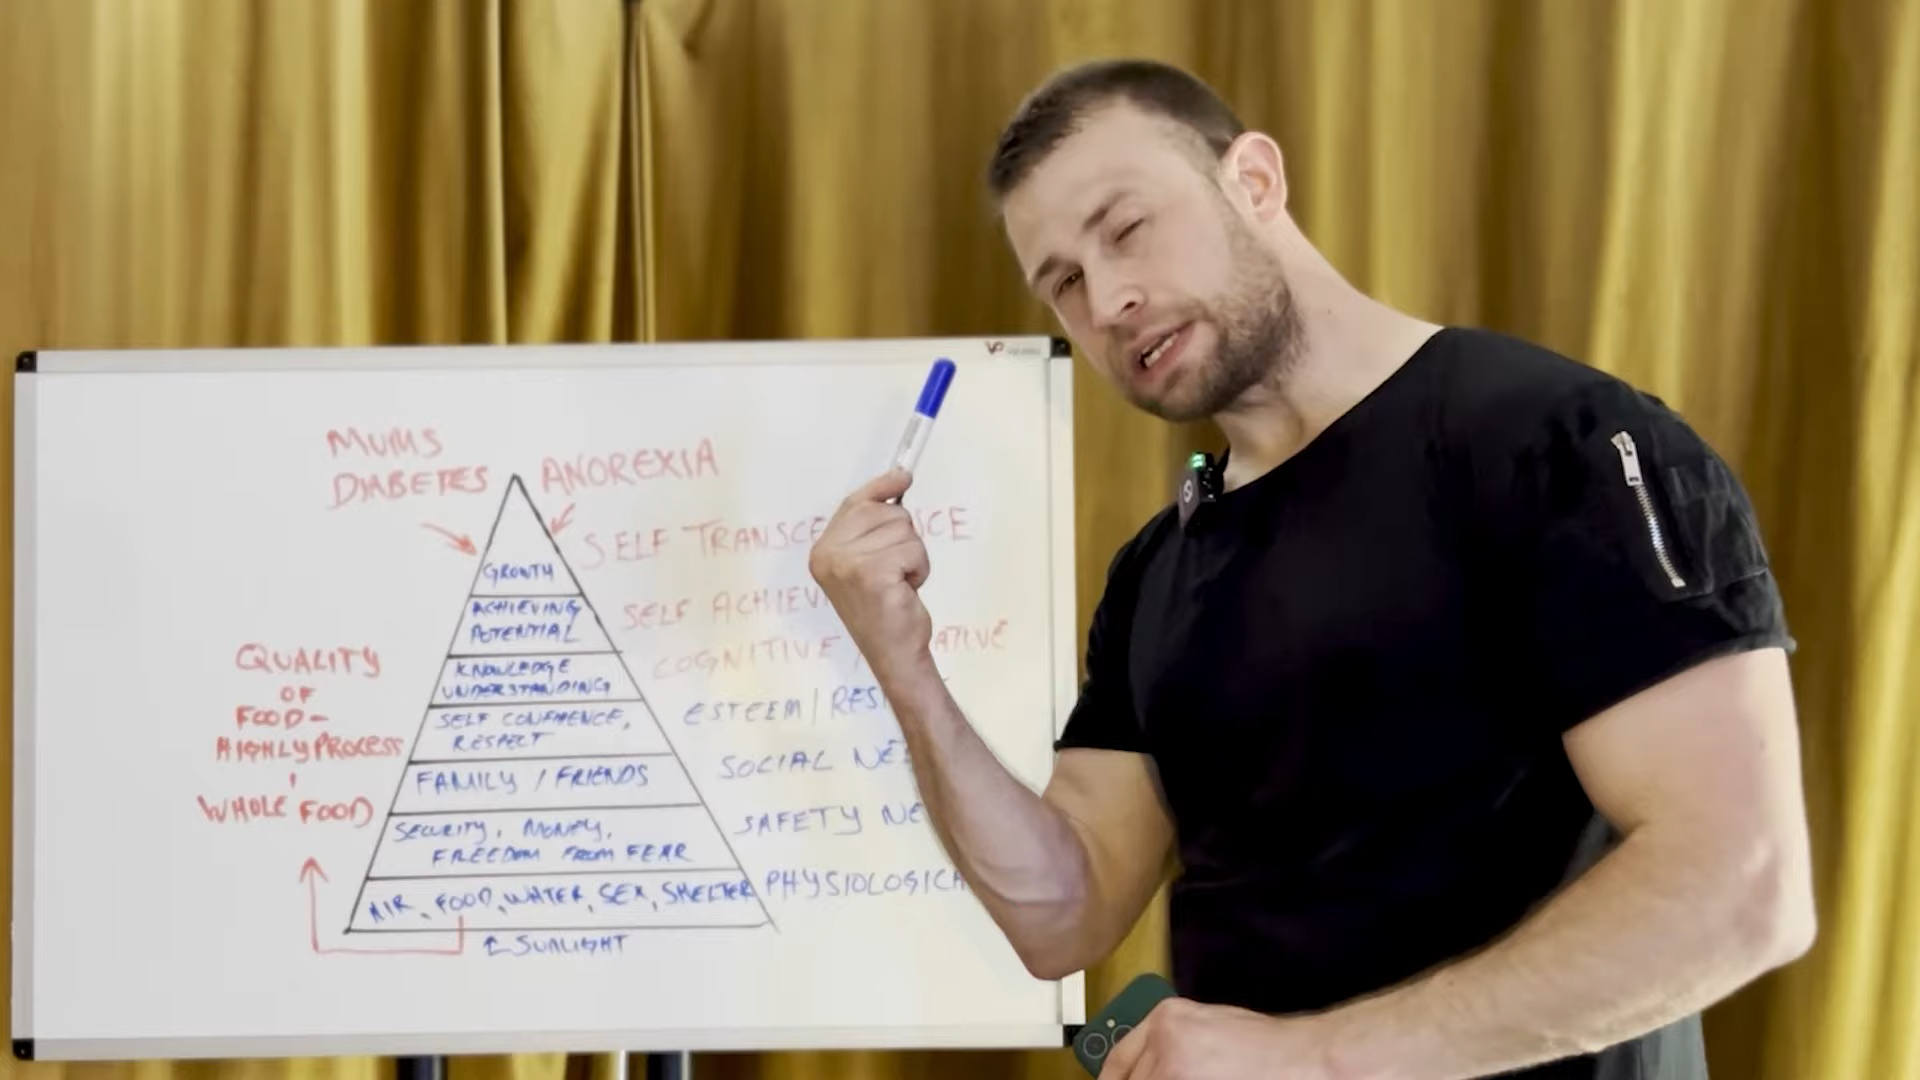 MUMS
DIABETES
ANOREXIA
SELF TRANSCE NCE
GROWTH
ACHIEVING
POTENTIAL
SELF ACHIEV
KNOWLEDGE
UNDERSTANDING
COGNITIVE / ATIVE
QUALITY
OF
FOOD -
HIGHLY PROCESS
WHOLE FOOD
SELF CONFIDENCE,
RESPECT
ESTEEM / RES
FAMILY / FRIENDS
SOCIAL NEE
SECURITY, MONEY,
FREEDOM FROM FEAR
SAFETY NE
AIR, FOOD, WATER, SEX, SHELTER
PHYSIOLOGICA
SUNLIGHT